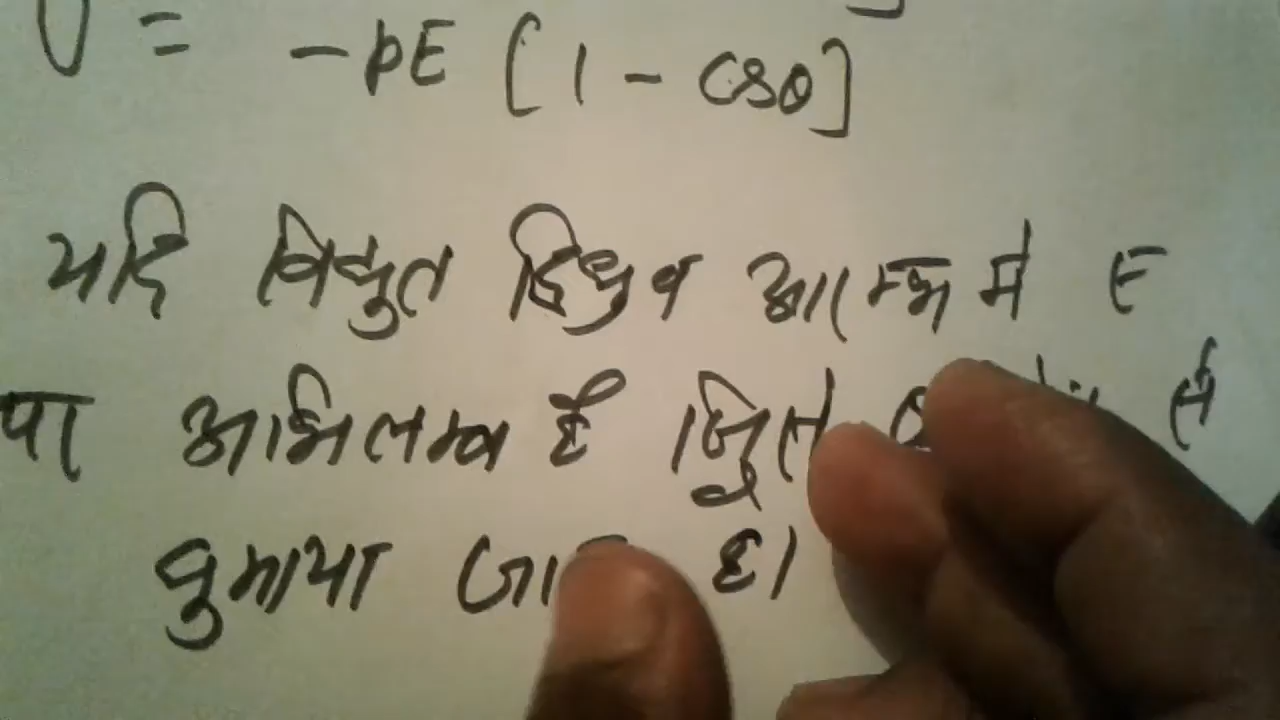 U = -pE [1 - cosθ]
यदि विधुत द्विध्रुव आरम्भ में E
पर अभिलम्ब है जिसे से
घुमाया है।